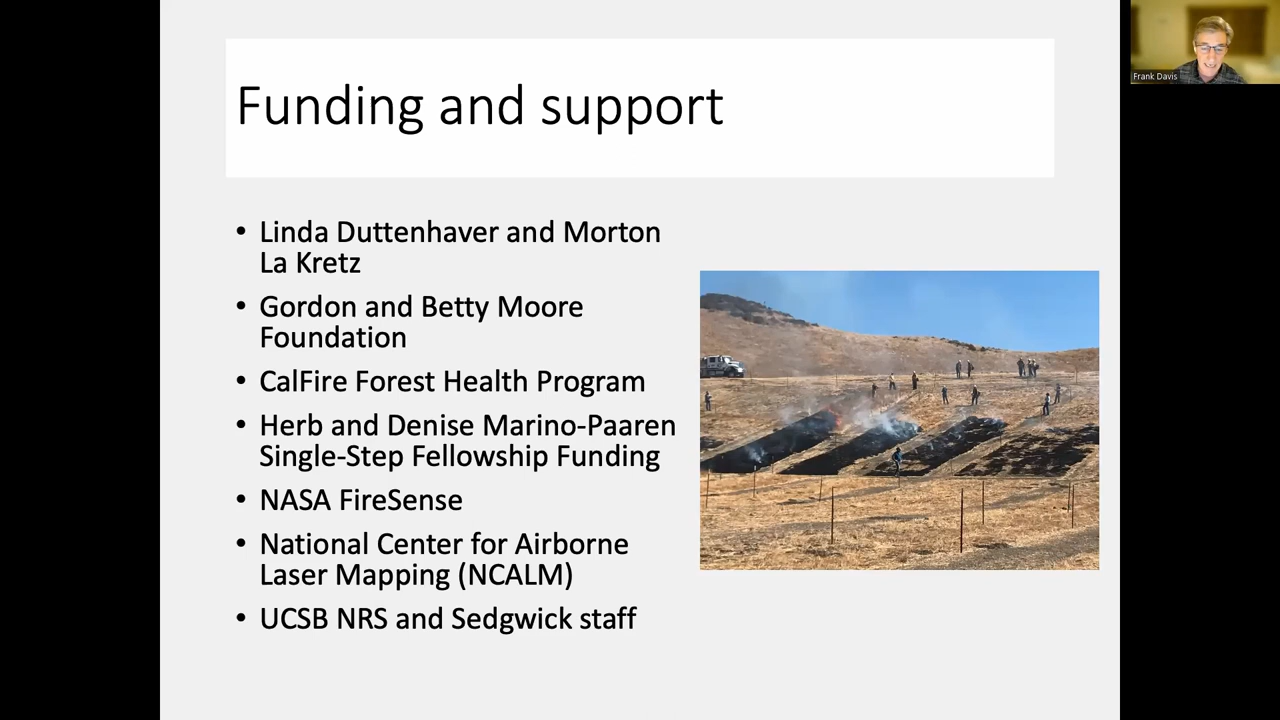 Funding and support
• Linda Duttenhaver and Morton
La Kretz
• Gordon and Betty Moore
Foundation
• CalFire Forest Health Program
• Herb and Denise Marino-Paaren
Single-Step Fellowship Funding
• NASA FireSense
• National Center for Airborne
Laser Mapping (NCALM)
• UCSB NRS and Sedgwick staff
Frank Davis